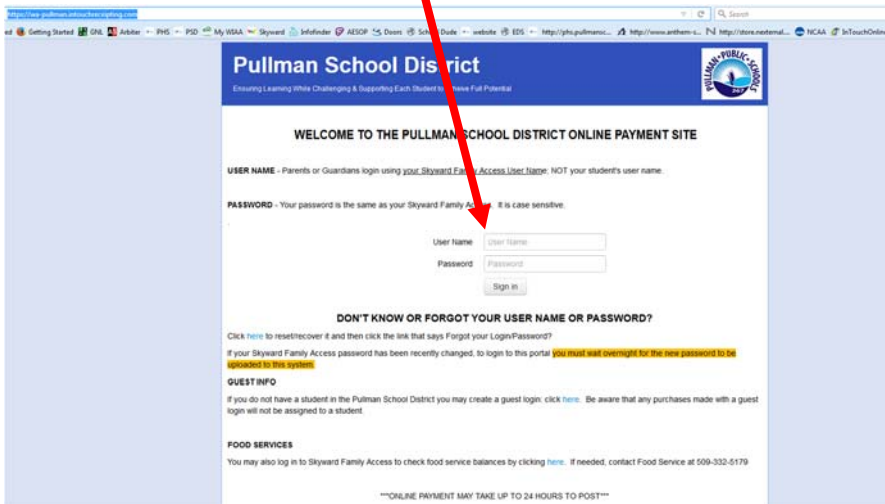 https://wa-pullman.intouchreceipting.com
Search
ed Getting Started GNL Arbiter PHS PSD My WIAA Skyward Infofinder AESOP Doors School Dude website EDS http://phs.pullmansc... http://www.anthem-s... http://store.nextemal... NCAA InTouchOnline
Pullman School District
Ensuring Learning While Challenging & Supporting Each Student to Achieve Full Potential
PULLMAN•PUBLIC•SCHOOLS
267
WELCOME TO THE PULLMAN SCHOOL DISTRICT ONLINE PAYMENT SITE
USER NAME - Parents or Guardians login using your Skyward Family Access User Name; NOT your student's user name.
PASSWORD - Your password is the same as your Skyward Family Access. It is case sensitive.
.
User Name User Name
Password Password
Sign in
DON'T KNOW OR FORGOT YOUR USER NAME OR PASSWORD?
Click here to reset/recover it and then click the link that says Forgot your Login/Password?
If your Skyward Family Access password has been recently changed, to login to this portal you must wait overnight for the new password to be
uploaded to this system.
GUEST INFO
If you do not have a student in the Pullman School District you may create a guest login: click here. Be aware that any purchases made with a guest
login will not be assigned to a student.
FOOD SERVICES
You may also log in to Skyward Family Access to check food service balances by clicking here. If needed, contact Food Service at 509-332-5179
***ONLINE PAYMENT MAY TAKE UP TO 24 HOURS TO POST***